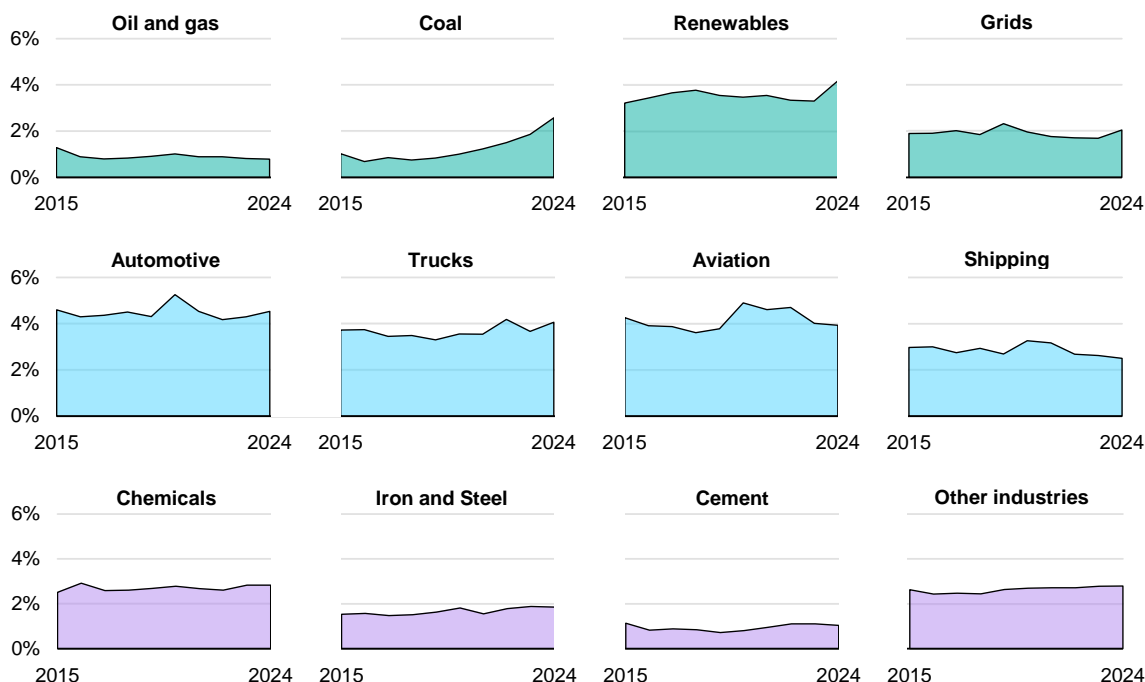 Oil and gas
Coal
Renewables
Grids
6%
4%
2%
0%
2015 2024 2015 2024 2015 2024 2015 2024
Automotive
Trucks
Aviation
Shipping
6%
4%
2%
0%
2015 2024 2015 2024 2015 2024 2015 2024
Chemicals
Iron and Steel
Cement
Other industries
6%
4%
2%
0%
2015 2024 2015 2024 2015 2024 2015 2024